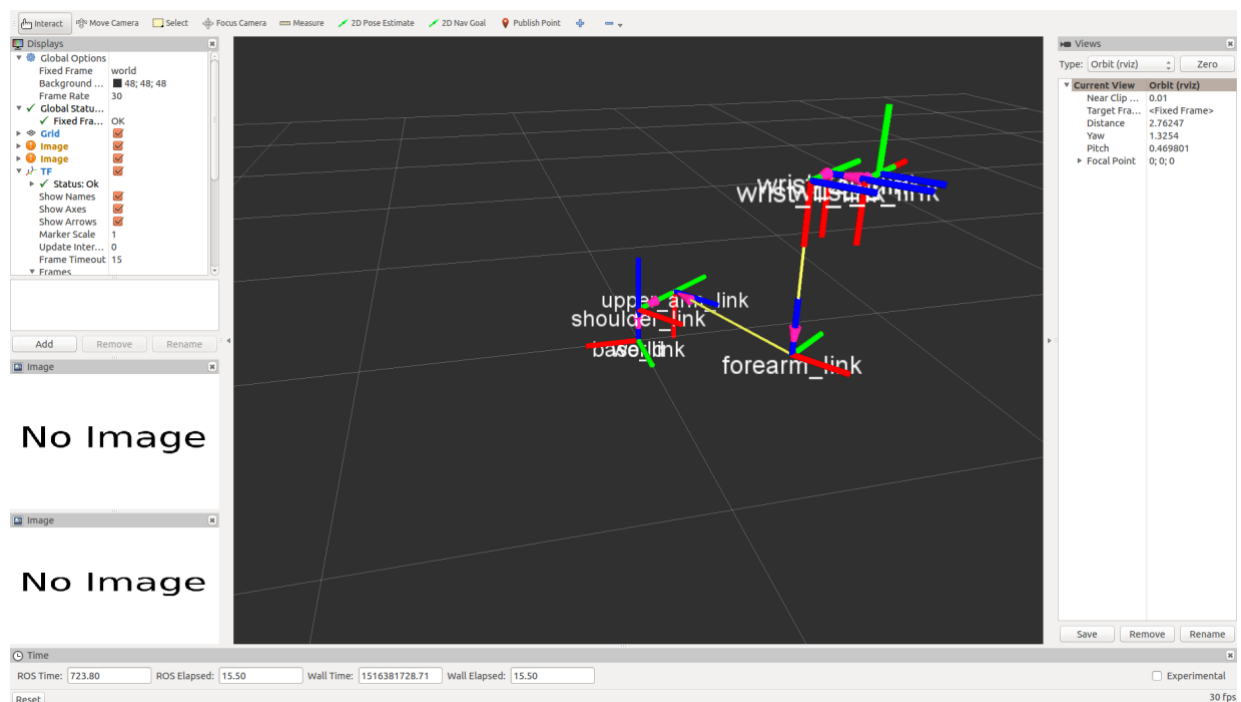 Interact Move Camera Select Focus Camera Measure 2D Pose Estimate 2D Nav Goal Publish Point
Displays
Global Options
Fixed Frame world
Background ... 48; 48; 48
Frame Rate 30
Global Statu...
Fixed Fra... OK
Grid
Image
Image
TF
Status: Ok
Show Names
Show Axes
Show Arrows
Marker Scale 1
Update Inter... 0
Frame Timeout 15
Frames
Add Remove Rename
Image
No Image
Image
No Image
upper_arm_link
shoulder_link
forearm_link
Views
Type: Orbit (rviz) Zero
Current View Orbit (rviz)
Near Clip ... 0.01
Target Fra... <Fixed Frame>
Distance 2.76247
Yaw 1.3254
Pitch 0.469801
Focal Point 0; 0; 0
Save Remove Rename
Time
ROS Time: 723.80 ROS Elapsed: 15.50 Wall Time: 1516381728.71 Wall Elapsed: 15.50 Experimental
Reset 30 fps